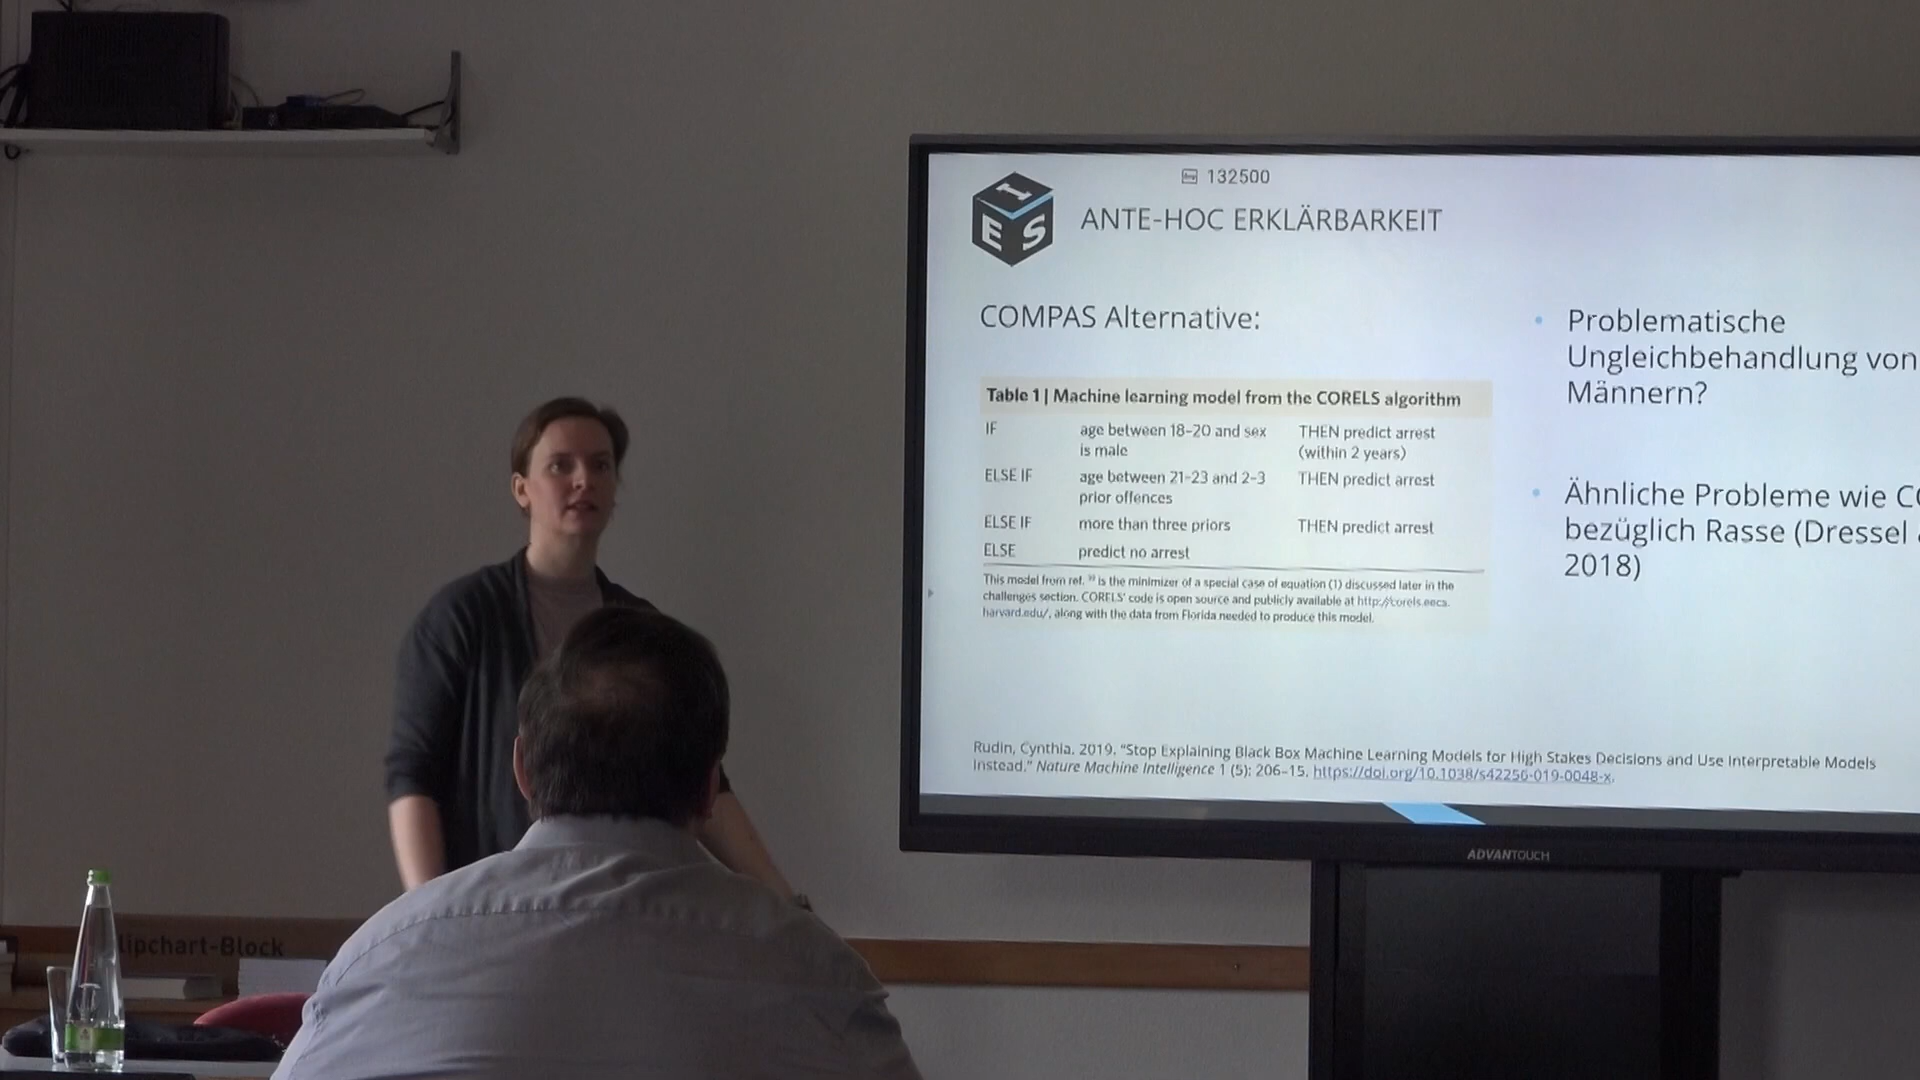 132500
I
E S
ANTE-HOC ERKLÄRBARKEIT
COMPAS Alternative:
Table 1 | Machine learning model from the CORELS algorithm
IF age between 18–20 and sex is male THEN predict arrest (within 2 years)
ELSE IF age between 21–23 and 2–3 prior offences THEN predict arrest
ELSE IF more than three priors THEN predict arrest
ELSE predict no arrest
This model from ref. is the minimizer of a special case of equation (1) discussed later in the
challenges section. CORELS' code is open source and publicly available at http://corels.eecs.
harvard.edu/, along with the data from Florida needed to produce this model.
• Problematische
Ungleichbehandlung von
Männern?
• Ähnliche Probleme wie
bezüglich Rasse (Dressel
2018)
Rudin, Cynthia. 2019. “Stop Explaining Black Box Machine Learning Models for High Stakes Decisions and Use Interpretable Models
Instead.” Nature Machine Intelligence 1 (5): 206–15. https://doi.org/10.1038/s42256-019-0048-x.
ADVANTOUCH
lipchart-Block